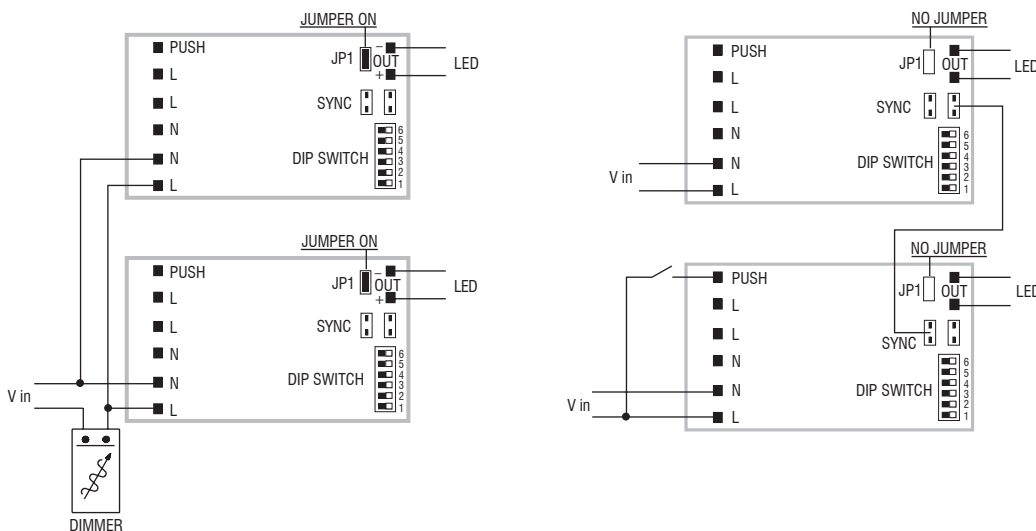 JUMPER ON
PUSH
L
L
N
N
L
JP1
−
OUT
+
LED
SYNC
DIP SWITCH
6
5
4
3
2
1
JUMPER ON
PUSH
L
L
N
N
L
JP1
−
OUT
+
LED
SYNC
DIP SWITCH
6
5
4
3
2
1
V in
DIMMER
NO JUMPER
PUSH
L
L
N
N
L
JP1
OUT
LED
SYNC
DIP SWITCH
6
5
4
3
2
1
V in
NO JUMPER
PUSH
L
L
N
N
L
JP1
OUT
LED
SYNC
DIP SWITCH
6
5
4
3
2
1
V in